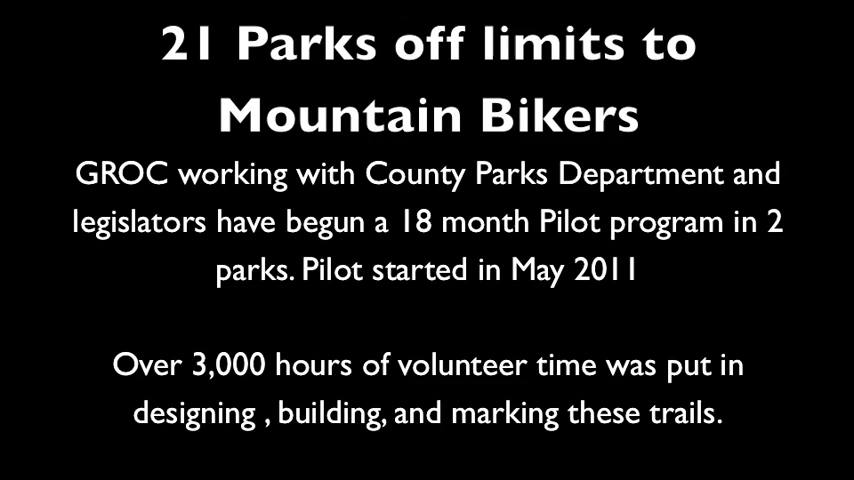 21 Parks off limits to
Mountain Bikers
GROC working with County Parks Department and
legislators have begun a 18 month Pilot program in 2
parks. Pilot started in May 2011
Over 3,000 hours of volunteer time was put in
designing , building, and marking these trails.